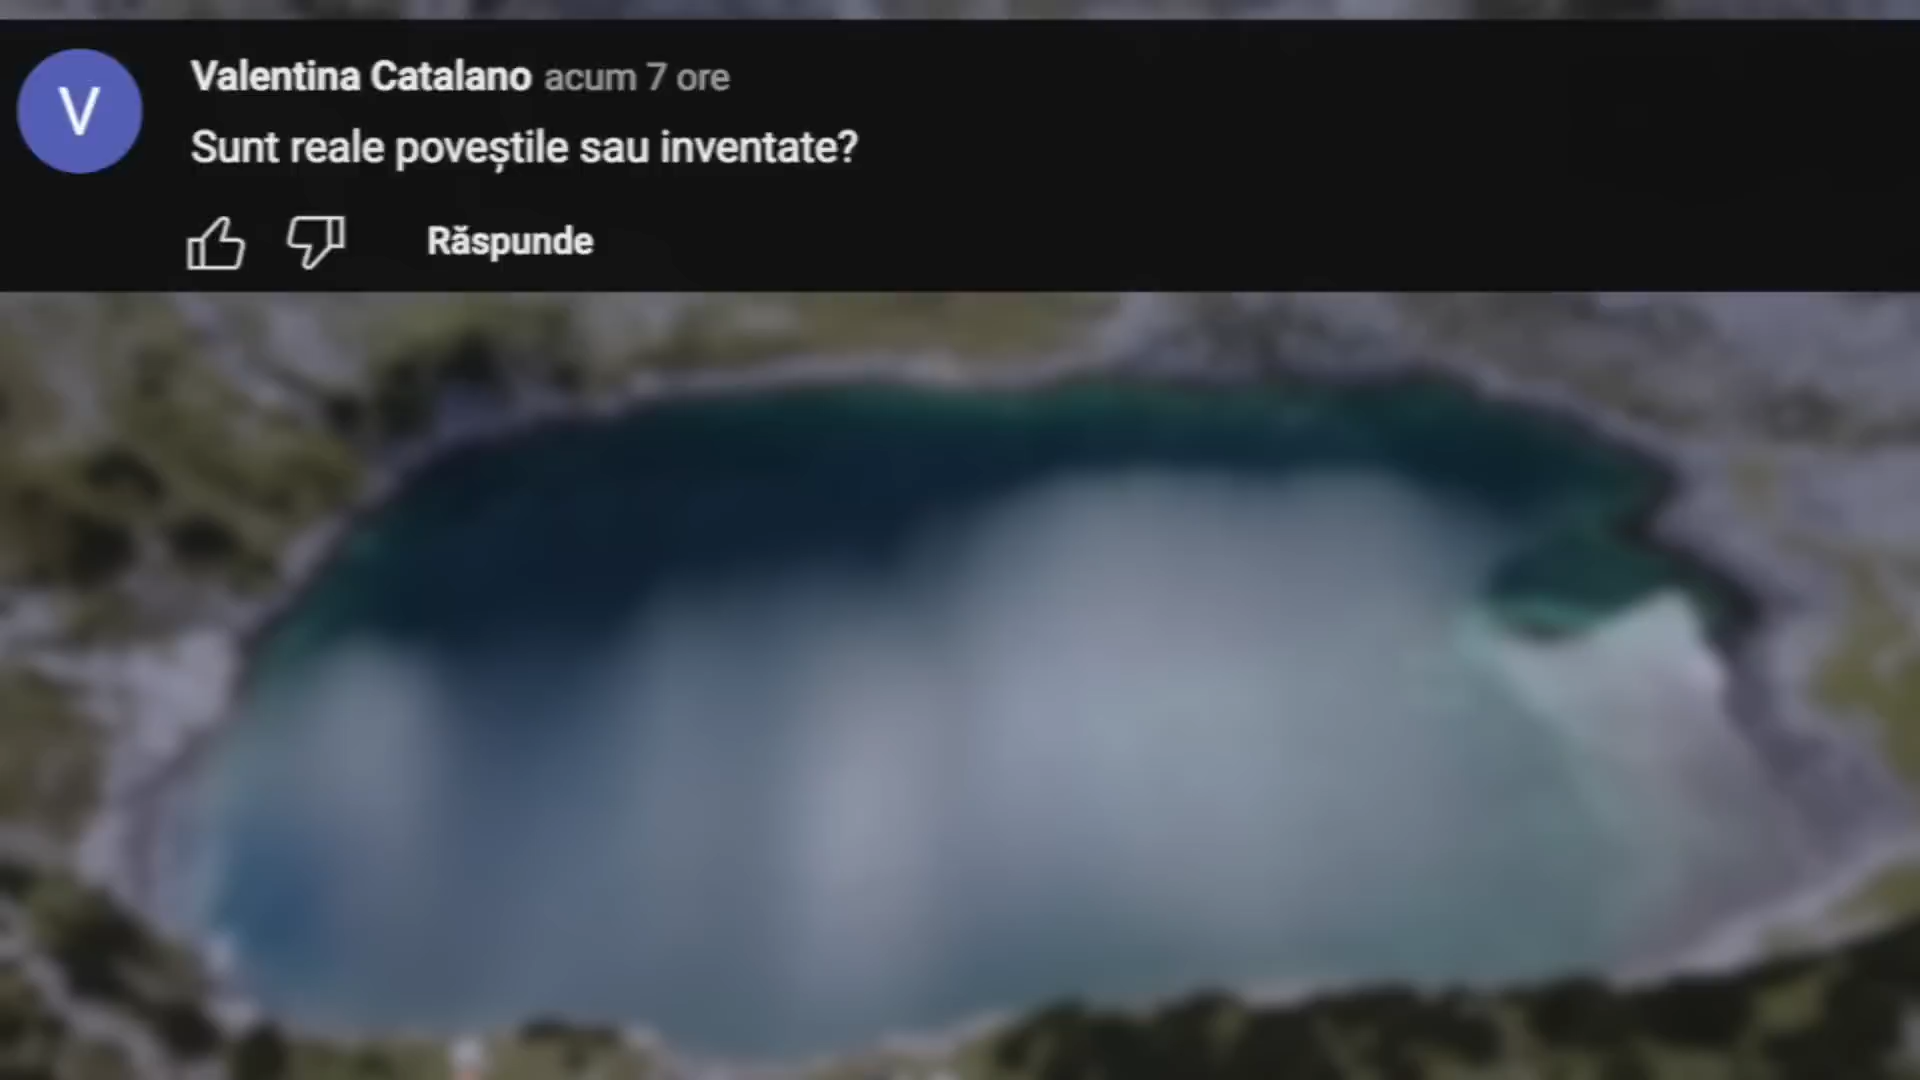 V
Valentina Catalano acum 7 ore
Sunt reale poveștile sau inventate?
Răspunde